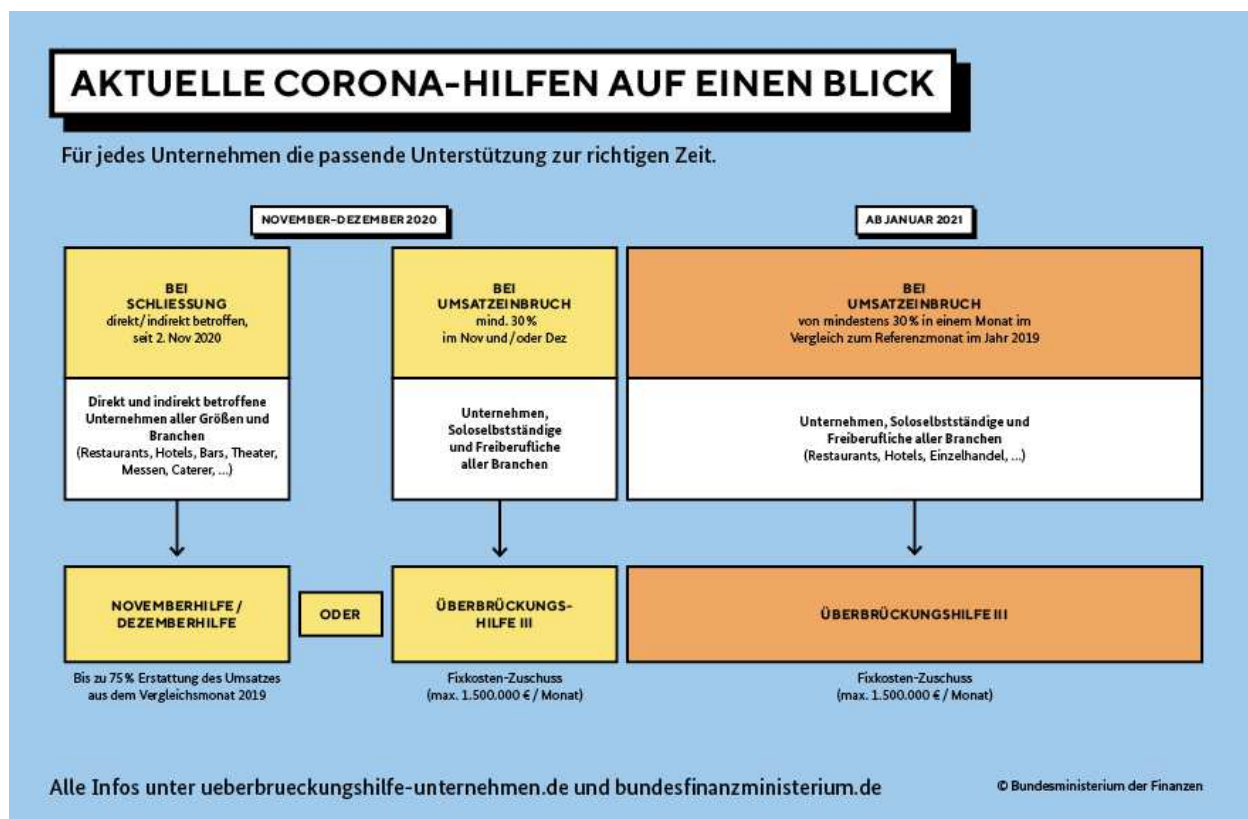 AKTUELLE CORONA-HILFEN AUF EINEN BLICK
Für jedes Unternehmen die passende Unterstützung zur richtigen Zeit.
NOVEMBER–DEZEMBER 2020
BEI
SCHLIESSUNG
direkt/indirekt betroffen,
seit 2. Nov 2020
Direkt und indirekt betroffene
Unternehmen aller Größen und
Branchen
(Restaurants, Hotels, Bars, Theater,
Messen, Caterer, ...)
NOVEMBERHILFE /
DEZEMBERHILFE
Bis zu 75 % Erstattung des Umsatzes
aus dem Vergleichsmonat 2019
ODER
BEI
UMSATZEINBRUCH
mind. 30 %
im Nov und/oder Dez
Unternehmen,
Soloselbstständige
und Freiberufliche
aller Branchen
ÜBERBRÜCKUNGS-
HILFE III
Fixkosten-Zuschuss
(max. 1.500.000 € / Monat)
AB JANUAR 2021
BEI
UMSATZEINBRUCH
von mindestens 30 % in einem Monat im
Vergleich zum Referenzmonat im Jahr 2019
Unternehmen, Soloselbstständige und
Freiberufliche aller Branchen
(Restaurants, Hotels, Einzelhandel, ...)
ÜBERBRÜCKUNGSHILFE III
Fixkosten-Zuschuss
(max. 1.500.000 € / Monat)
Alle Infos unter ueberbrueckungshilfe-unternehmen.de und bundesfinanzministerium.de
© Bundesministerium der Finanzen